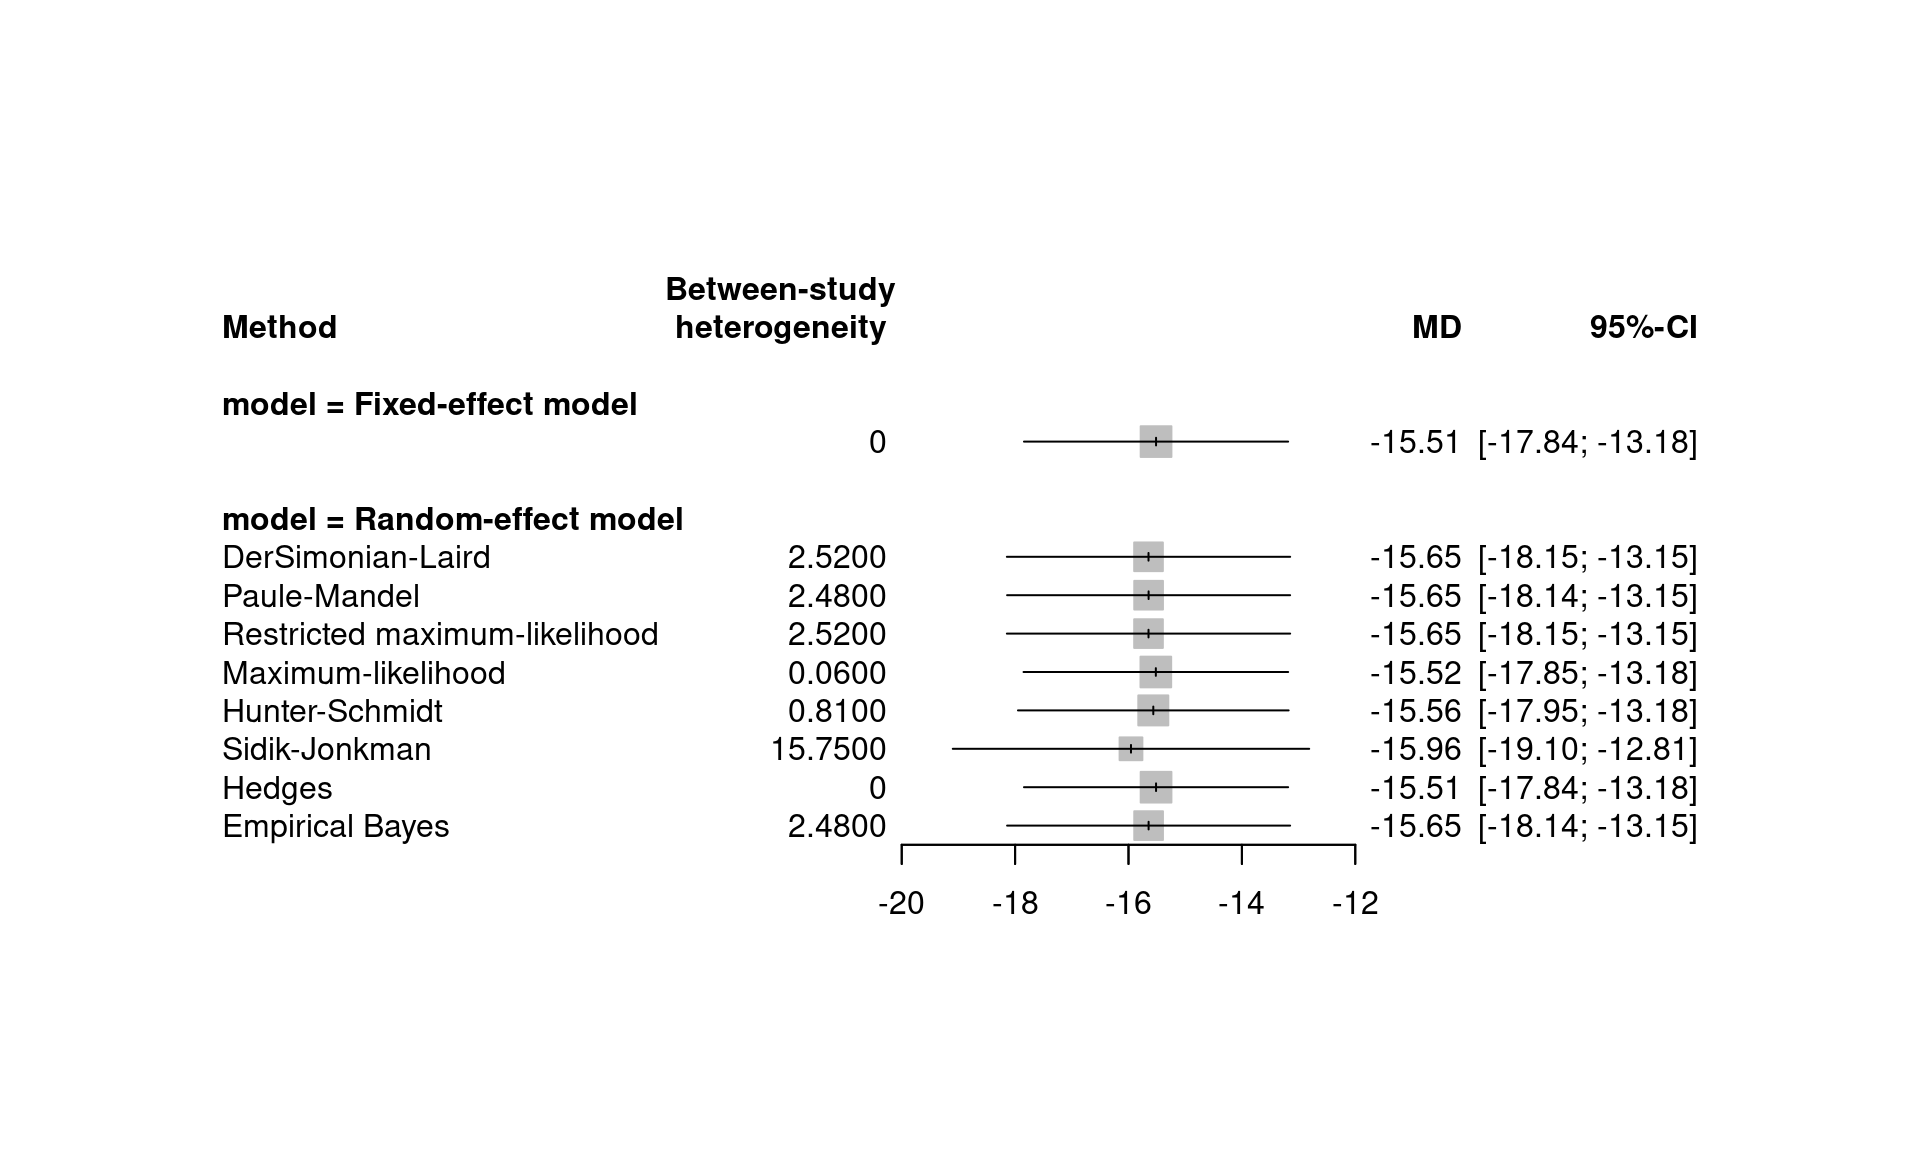 Between-study
Method heterogeneity MD 95%-CI
model = Fixed-effect model
0 -15.51 [-17.84; -13.18]
model = Random-effect model
DerSimonian-Laird 2.5200 -15.65 [-18.15; -13.15]
Paule-Mandel 2.4800 -15.65 [-18.14; -13.15]
Restricted maximum-likelihood 2.5200 -15.65 [-18.15; -13.15]
Maximum-likelihood 0.0600 -15.52 [-17.85; -13.18]
Hunter-Schmidt 0.8100 -15.56 [-17.95; -13.18]
Sidik-Jonkman 15.7500 -15.96 [-19.10; -12.81]
Hedges 0 -15.51 [-17.84; -13.18]
Empirical Bayes 2.4800 -15.65 [-18.14; -13.15]
-20 -18 -16 -14 -12